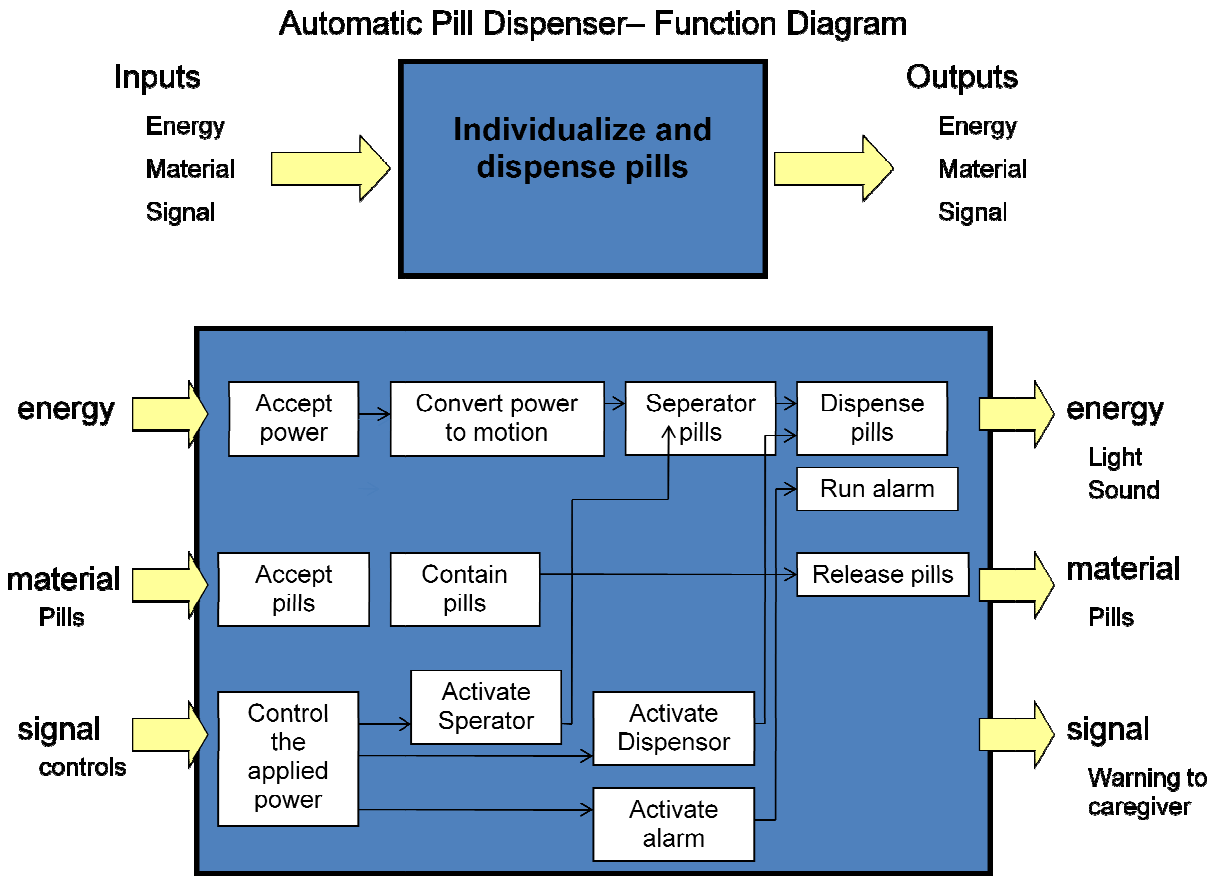 Automatic Pill Dispenser– Function Diagram
Inputs
Energy
Material
Signal
Individualize and
dispense pills
Outputs
Energy
Material
Signal
energy
Accept
power
Convert power
to motion
Seperator
pills
Dispense
pills
Run alarm
energy
Light
Sound
material
Pills
Accept
pills
Contain
pills
Release pills
material
Pills
signal
controls
Control
the
applied
power
Activate
Sperator
Activate
Dispensor
Activate
alarm
signal
Warning to
caregiver